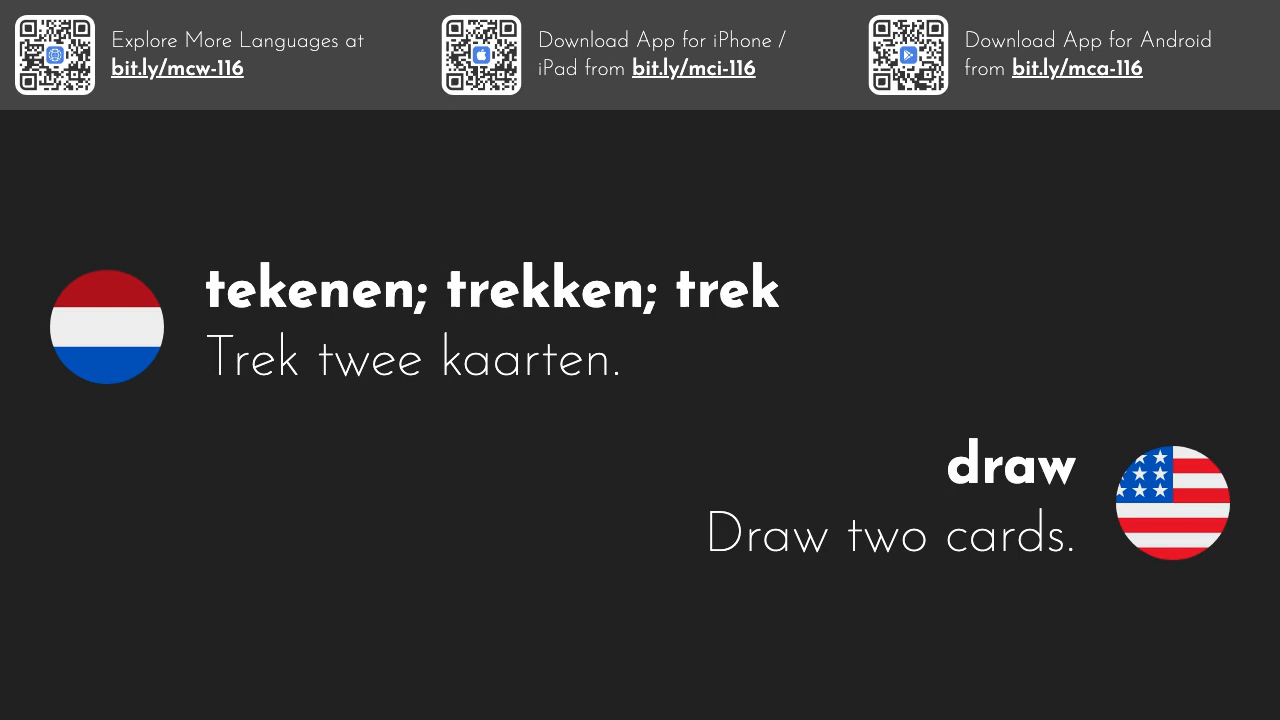 Explore More Languages at
bit.ly/mcw-116
Download App for iPhone /
iPad from bit.ly/mci-116
Download App for Android
from bit.ly/mca-116
tekenen; trekken; trek
Trek twee kaarten.
draw
Draw two cards.